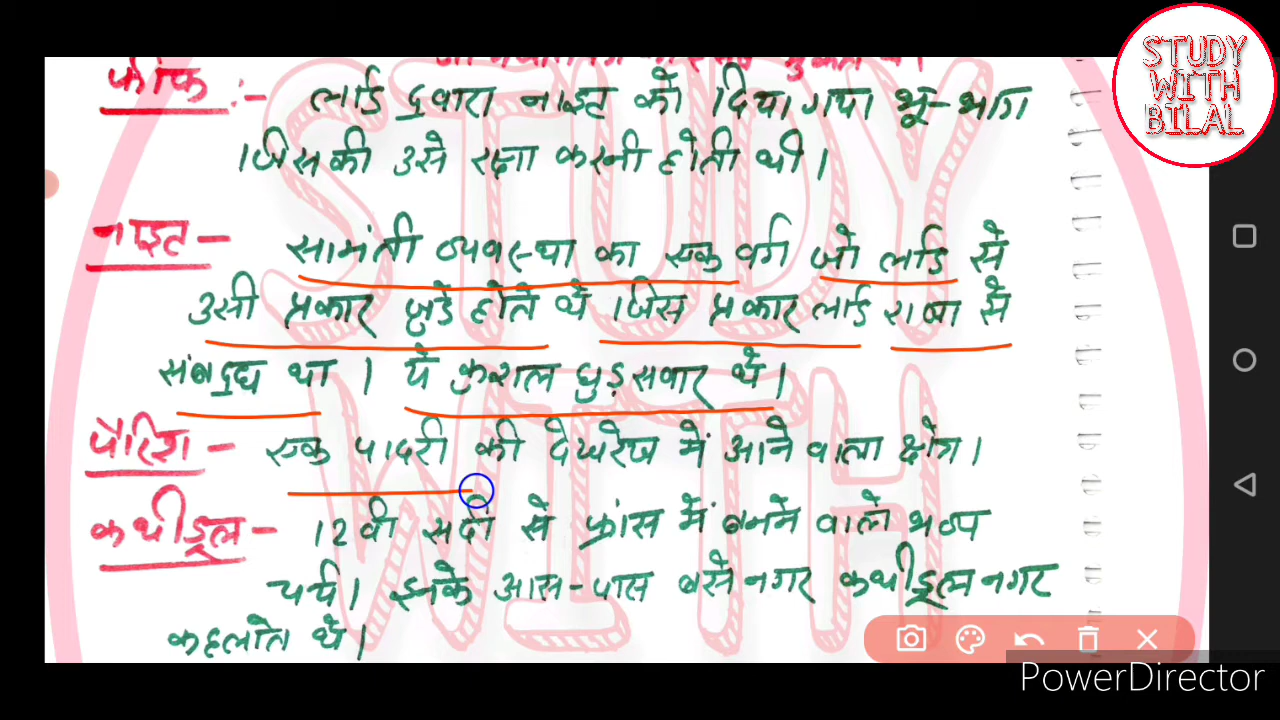 STUDY
WITH
BILAL
फीफ :- लार्ड द्वारा नाइट को दिया गया भू-भाग
जिसकी उसे रक्षा करनी होती थी।
नाइट - सामंती व्यवस्था का एक वर्ग जो लार्ड से
उसी प्रकार जुड़े होते थे जिस प्रकार लार्ड राजा से
संबद्ध था। ये कुशल घुड़सवार थे।
पैरिश - एक पादरी की देखरेख में आने वाला क्षेत्र।
कथीड्रल - 12वीं सदी से फ्रांस में बनने वाले भव्य
चर्च। इनके आस-पास बसे नगर कथीड्रल नगर
कहलाते थे।
STUDY
WITH
PowerDirector